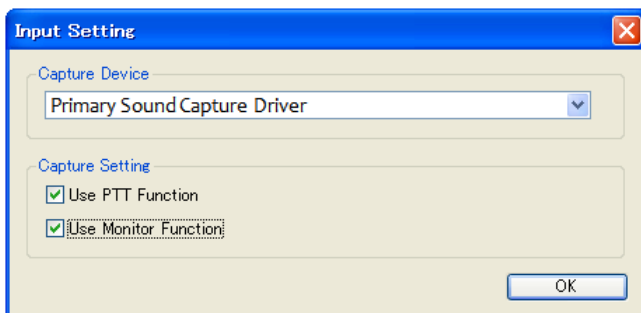 Input Setting
Capture Device
Primary Sound Capture Driver
Capture Setting
Use PTT Function
Use Monitor Function
OK